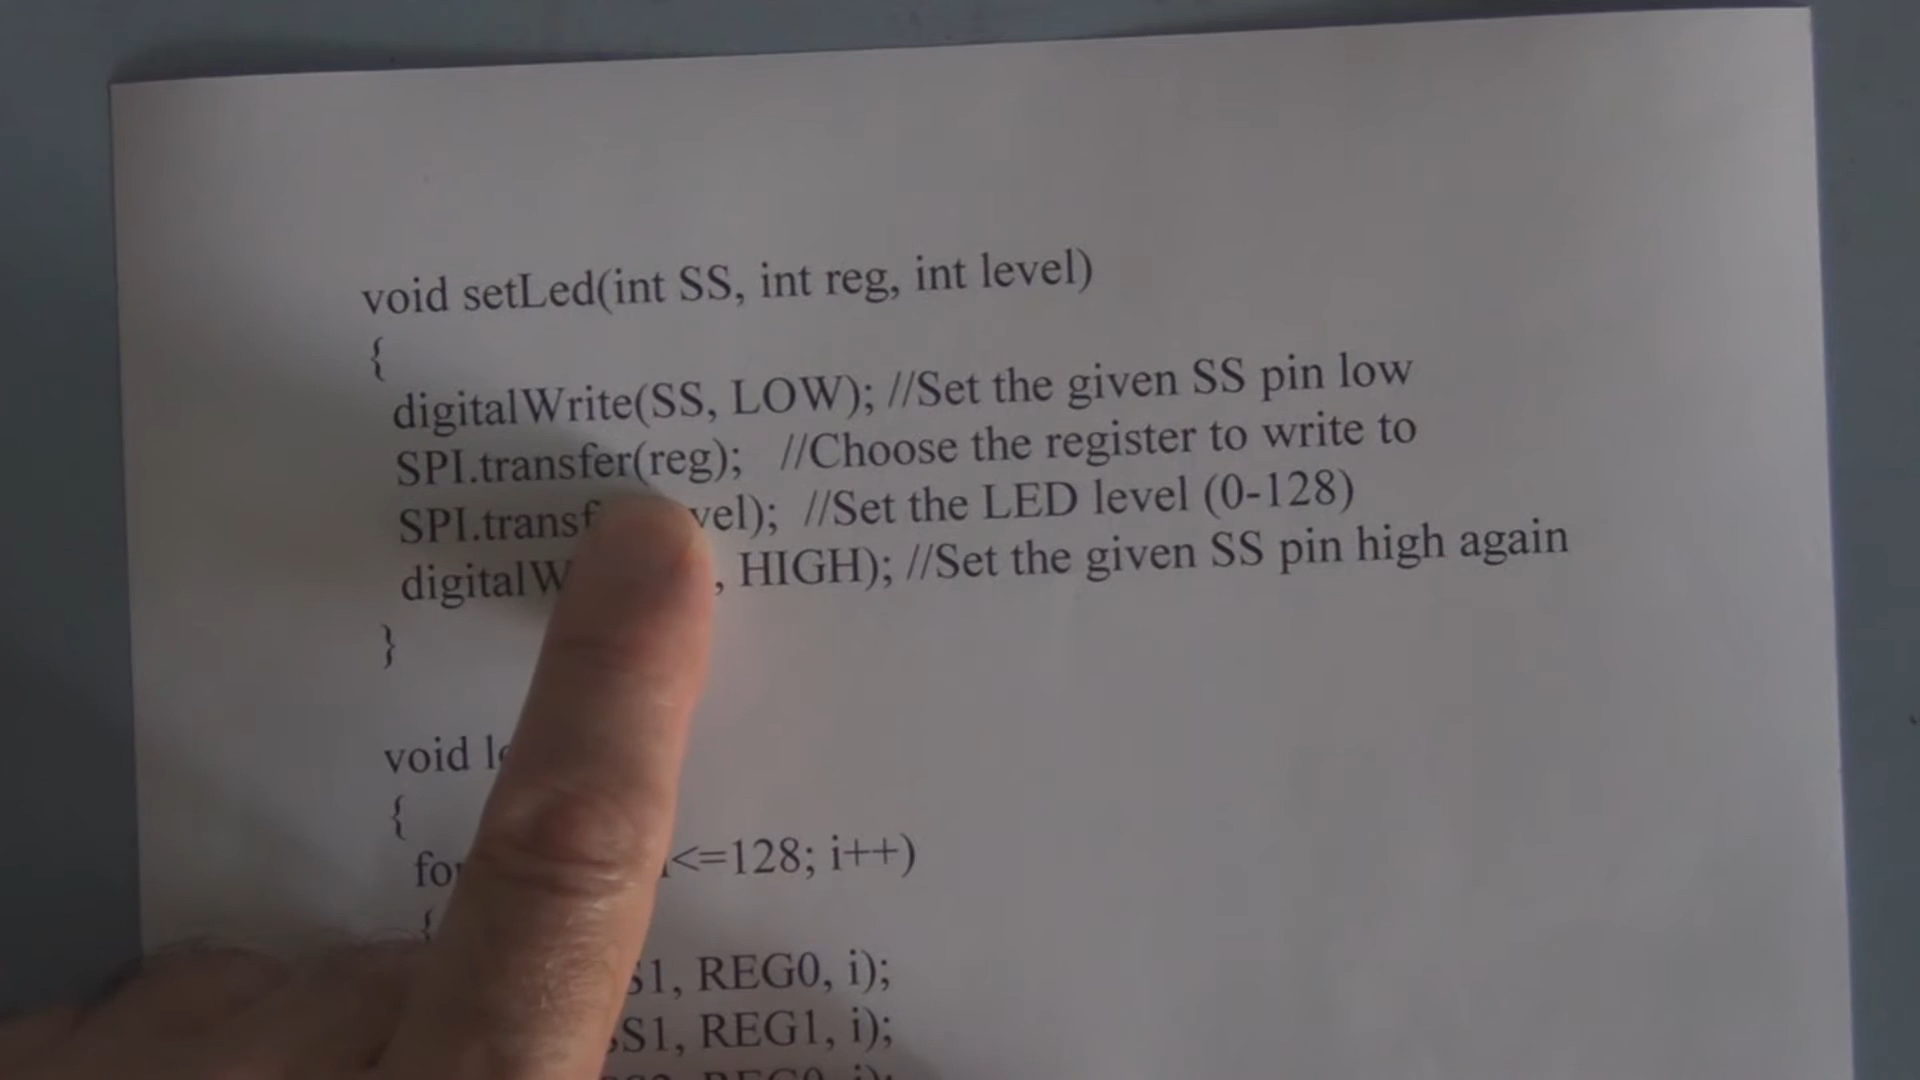 void setLed(int SS, int reg, int level)
{
digitalWrite(SS, LOW); //Set the given SS pin low
SPI.transfer(reg); //Choose the register to write to
SPI.transf vel); //Set the LED level (0-128)
digitalW , HIGH); //Set the given SS pin high again
}
void l
{
for <=128; i++)
{
S1, REG0, i);
S1, REG1, i);
REG0, i);